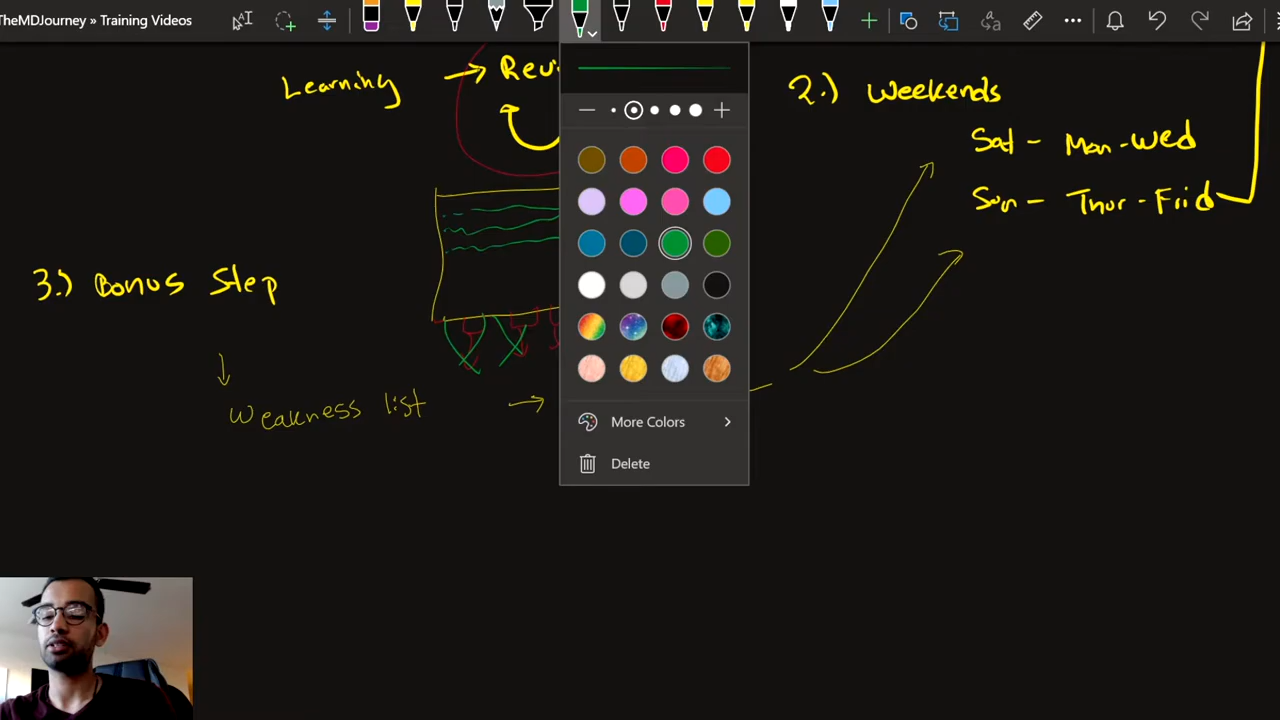 TheMDJourney » Training Videos
Learning → Revi
2.) Weekends
Sat - Mon-Wed
Sun - Thur-Frid
3.) Bonus Step
Weakness list →
More Colors
Delete